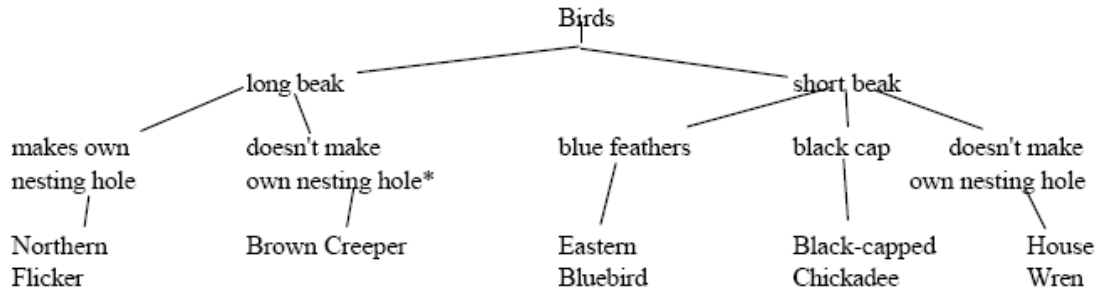 Birds
long beak short beak
makes own doesn't make blue feathers black cap doesn't make
nesting hole own nesting hole* own nesting hole
Northern Brown Creeper Eastern Black-capped House
Flicker Bluebird Chickadee Wren